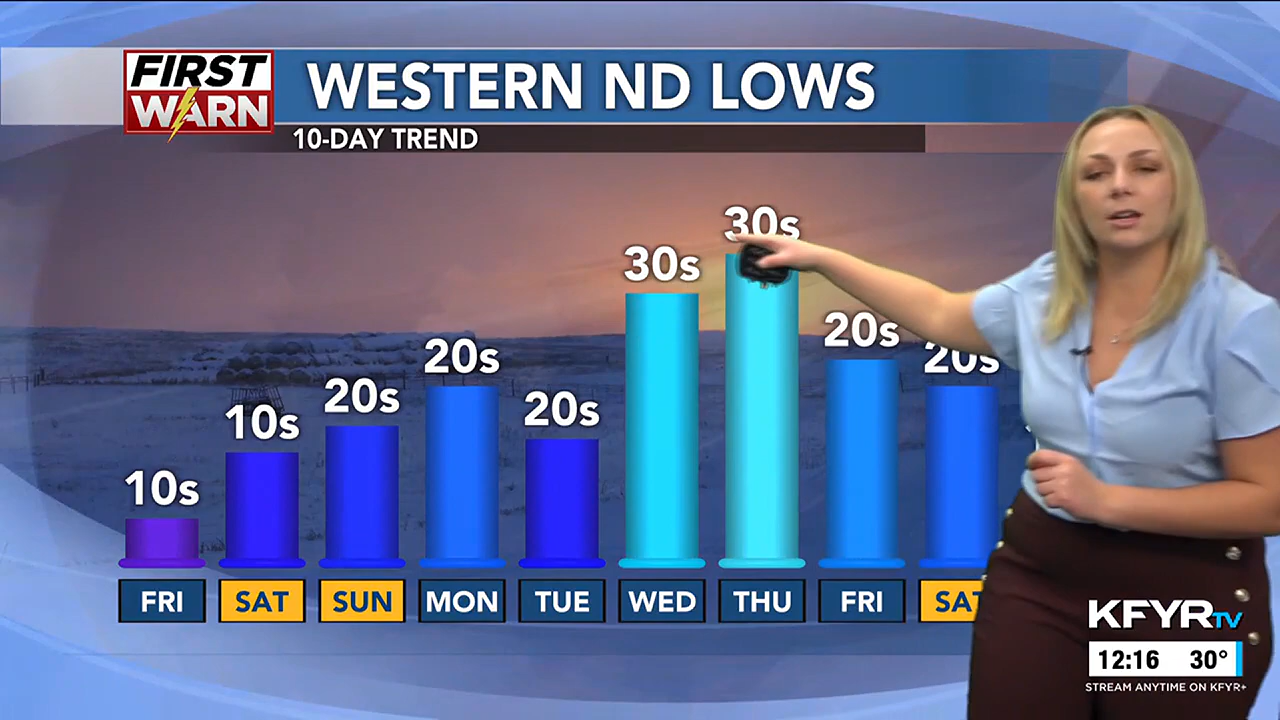 FIRST
WARN
WESTERN ND LOWS
10-DAY TREND
10s
10s
20s
20s
20s
30s
30s
20s
20s
FRI
SAT
SUN
MON
TUE
WED
THU
FRI
SAT
KFYRTV
12:16 30°
STREAM ANYTIME ON KFYR+